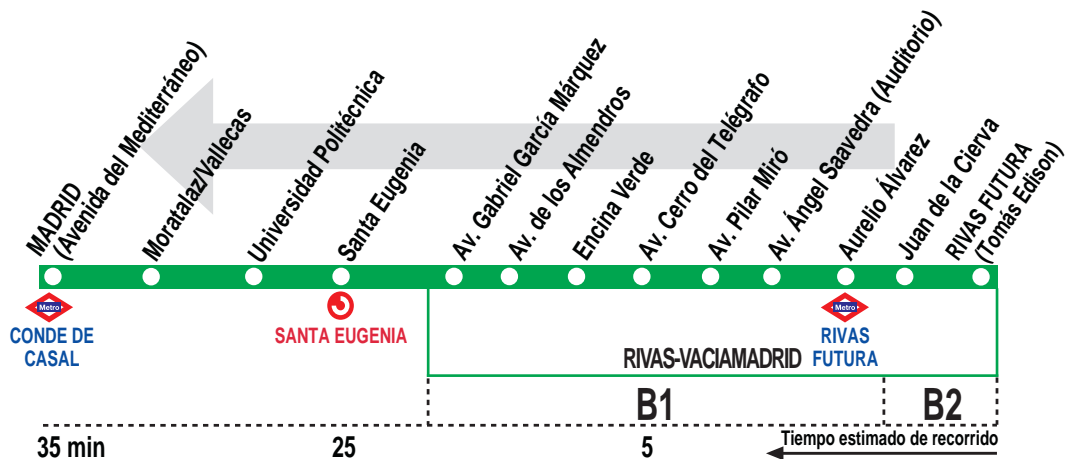 MADRID
(Avenida del Mediterráneo)
Moratalaz/Vallecas
Universidad Politécnica
Santa Eugenia
Av. Gabriel García Márquez
Av. de los Almendros
Encina Verde
Av. Cerro del Telégrafo
Av. Pilar Miró
Av. Ángel Saavedra (Auditorio)
Aurelio Álvarez
Juan de la Cierva
RIVAS FUTURA
(Tomás Edison)
Metro
CONDE DE
CASAL
SANTA EUGENIA
Metro
RIVAS
FUTURA
RIVAS-VACIAMADRID
B1
B2
35 min
25
5
Tiempo estimado de recorrido